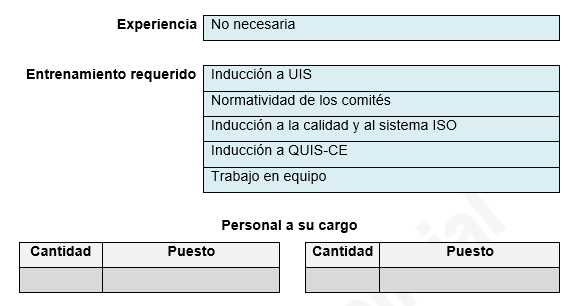 Experiencia No necesaria
Entrenamiento requerido Inducción a UIS
Normatividad de los comités
Inducción a la calidad y al sistema ISO
Inducción a QUIS-CE
Trabajo en equipo
Personal a su cargo
Cantidad Puesto Cantidad Puesto